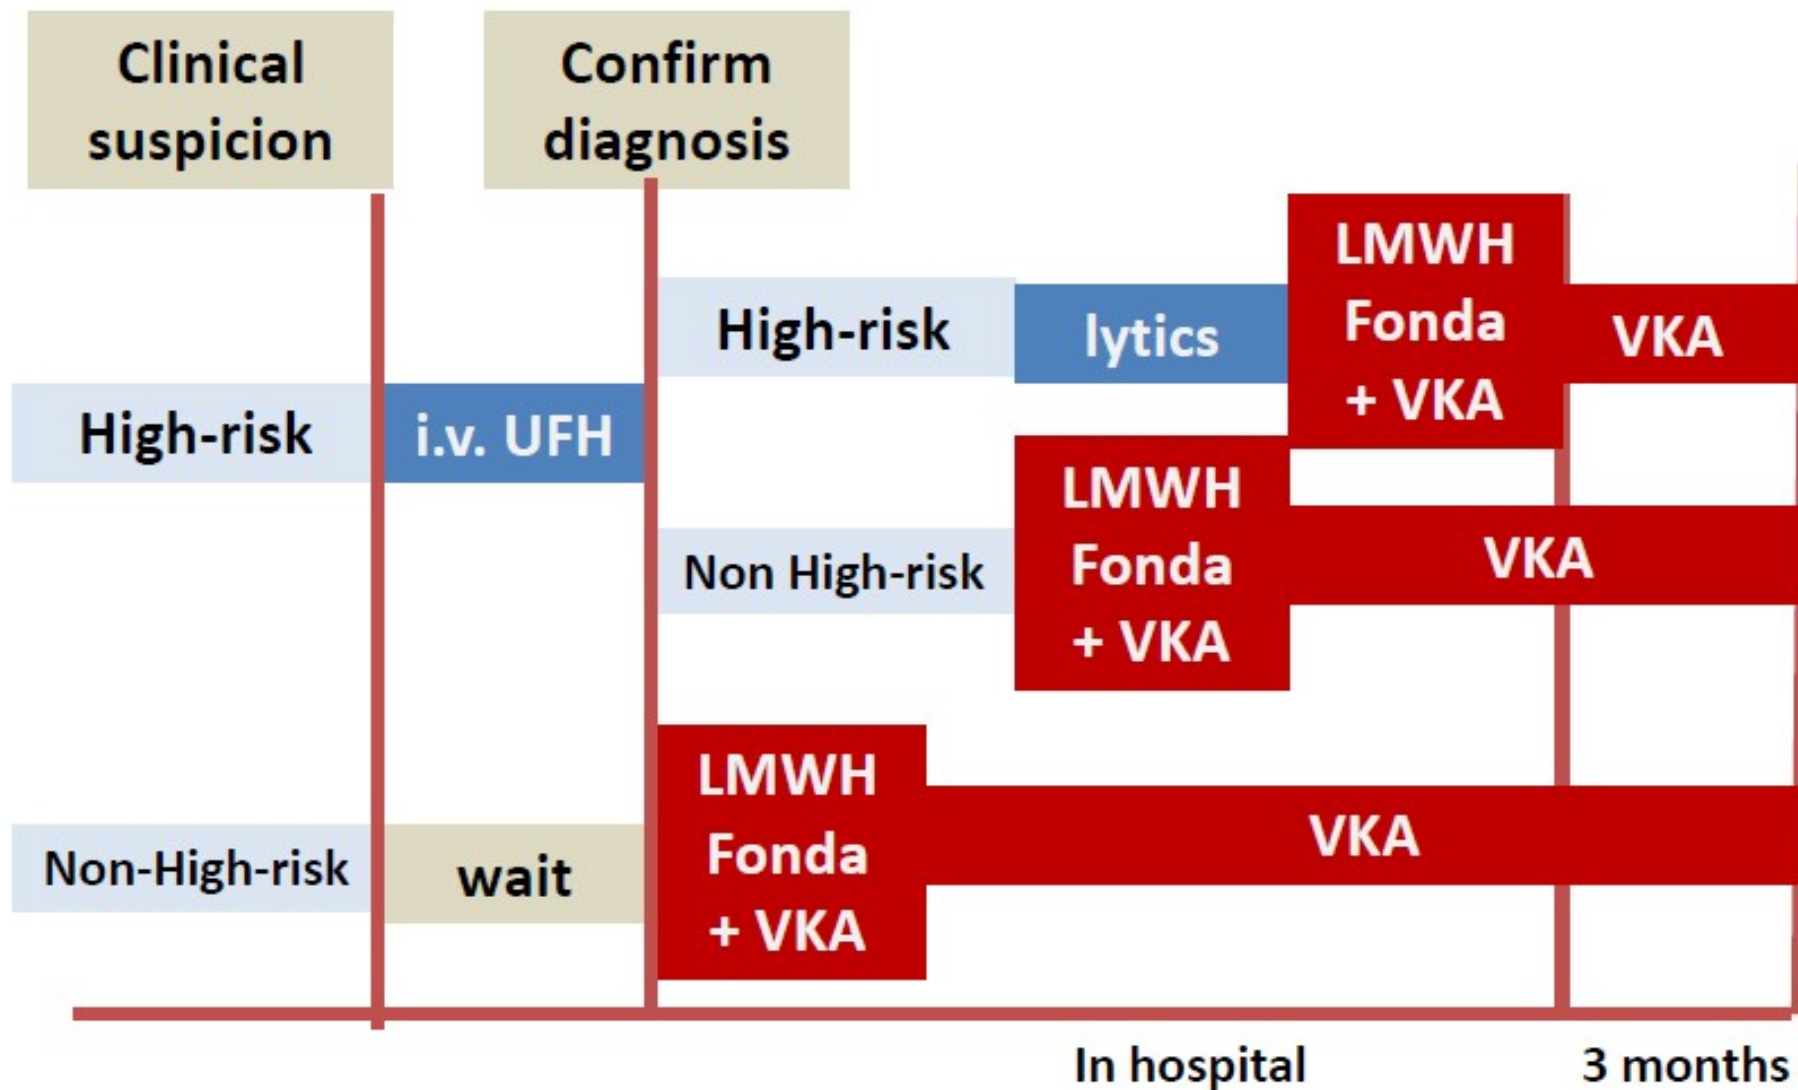 Clinical
suspicion
Confirm
diagnosis
High-risk
i.v. UFH
High-risk
lytics
LMWH
Fonda
+ VKA
VKA
Non High-risk
LMWH
Fonda
+ VKA
VKA
Non-High-risk
wait
LMWH
Fonda
+ VKA
VKA
In hospital
3 months